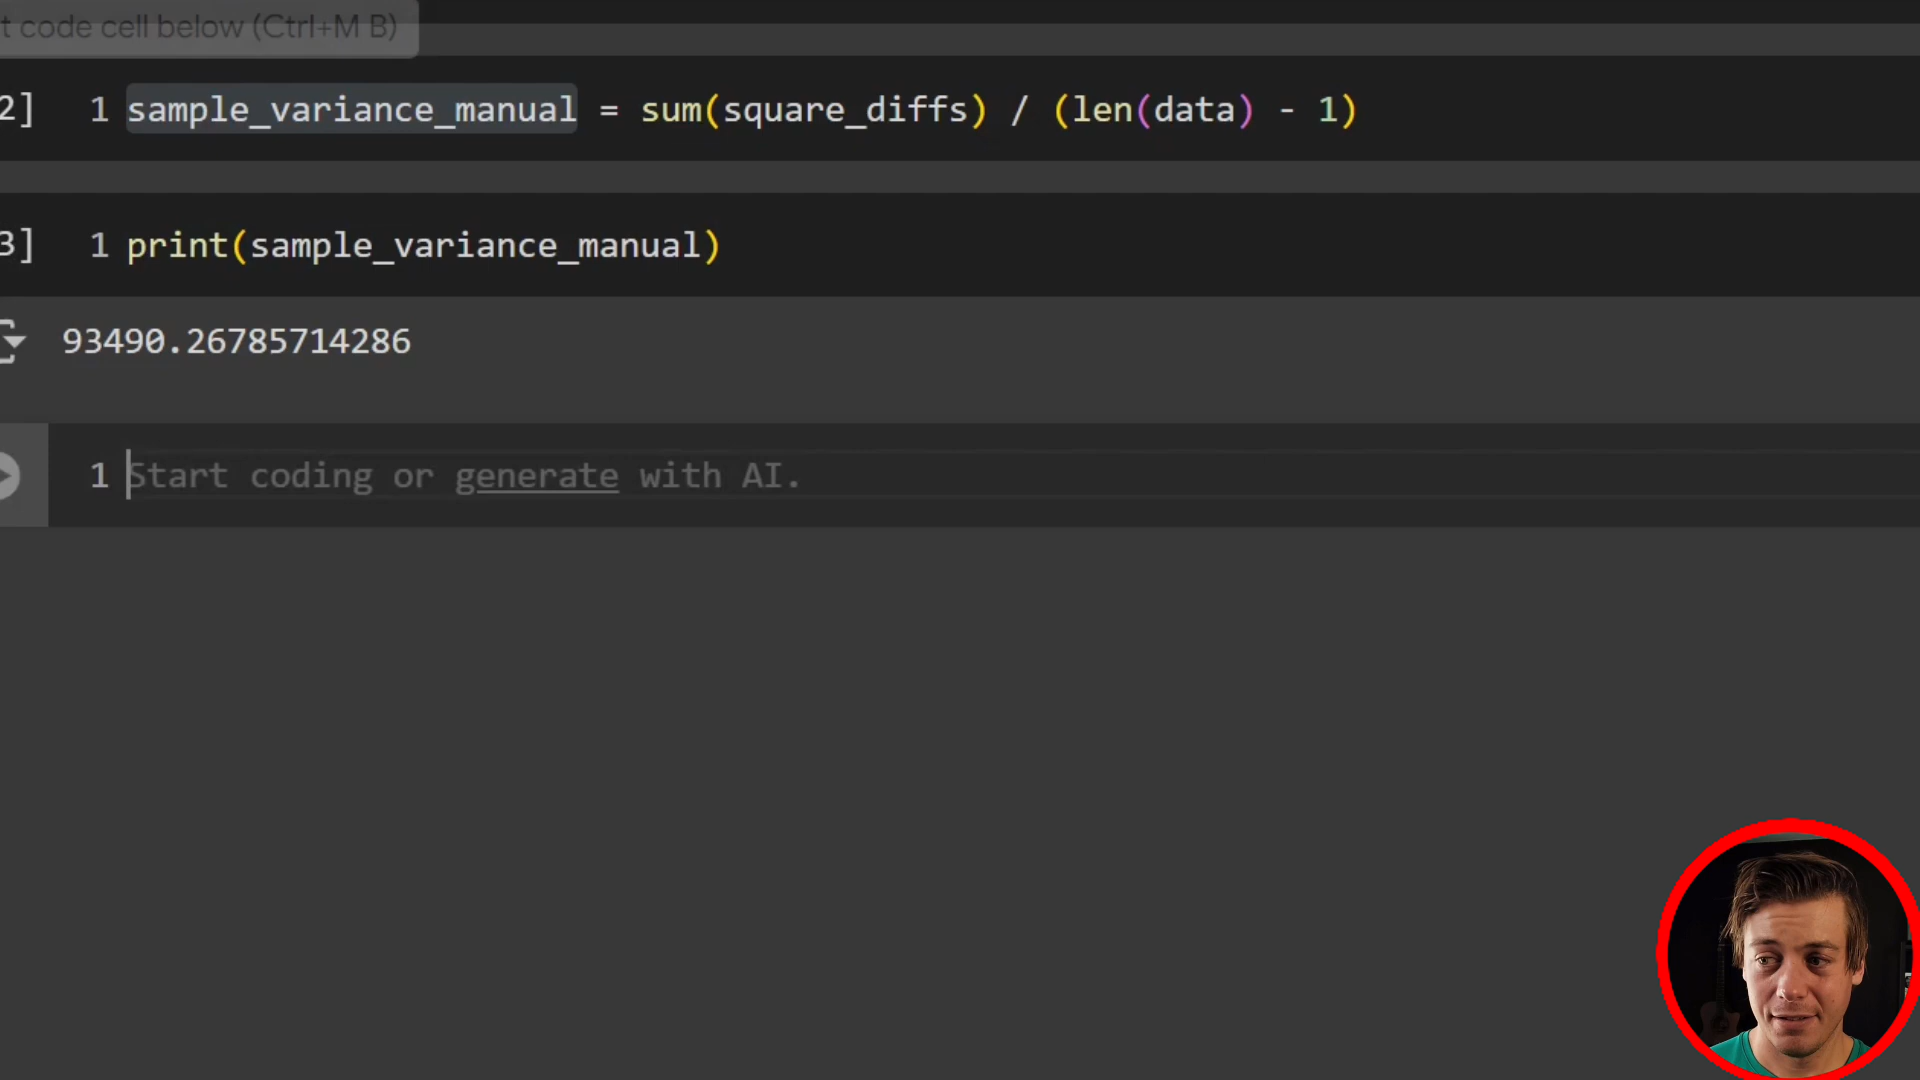 t code cell below (Ctrl+M B)
2] 1 sample_variance_manual = sum(square_diffs) / (len(data) - 1)
3] 1 print(sample_variance_manual)
93490.26785714286
1 Start coding or generate with AI.